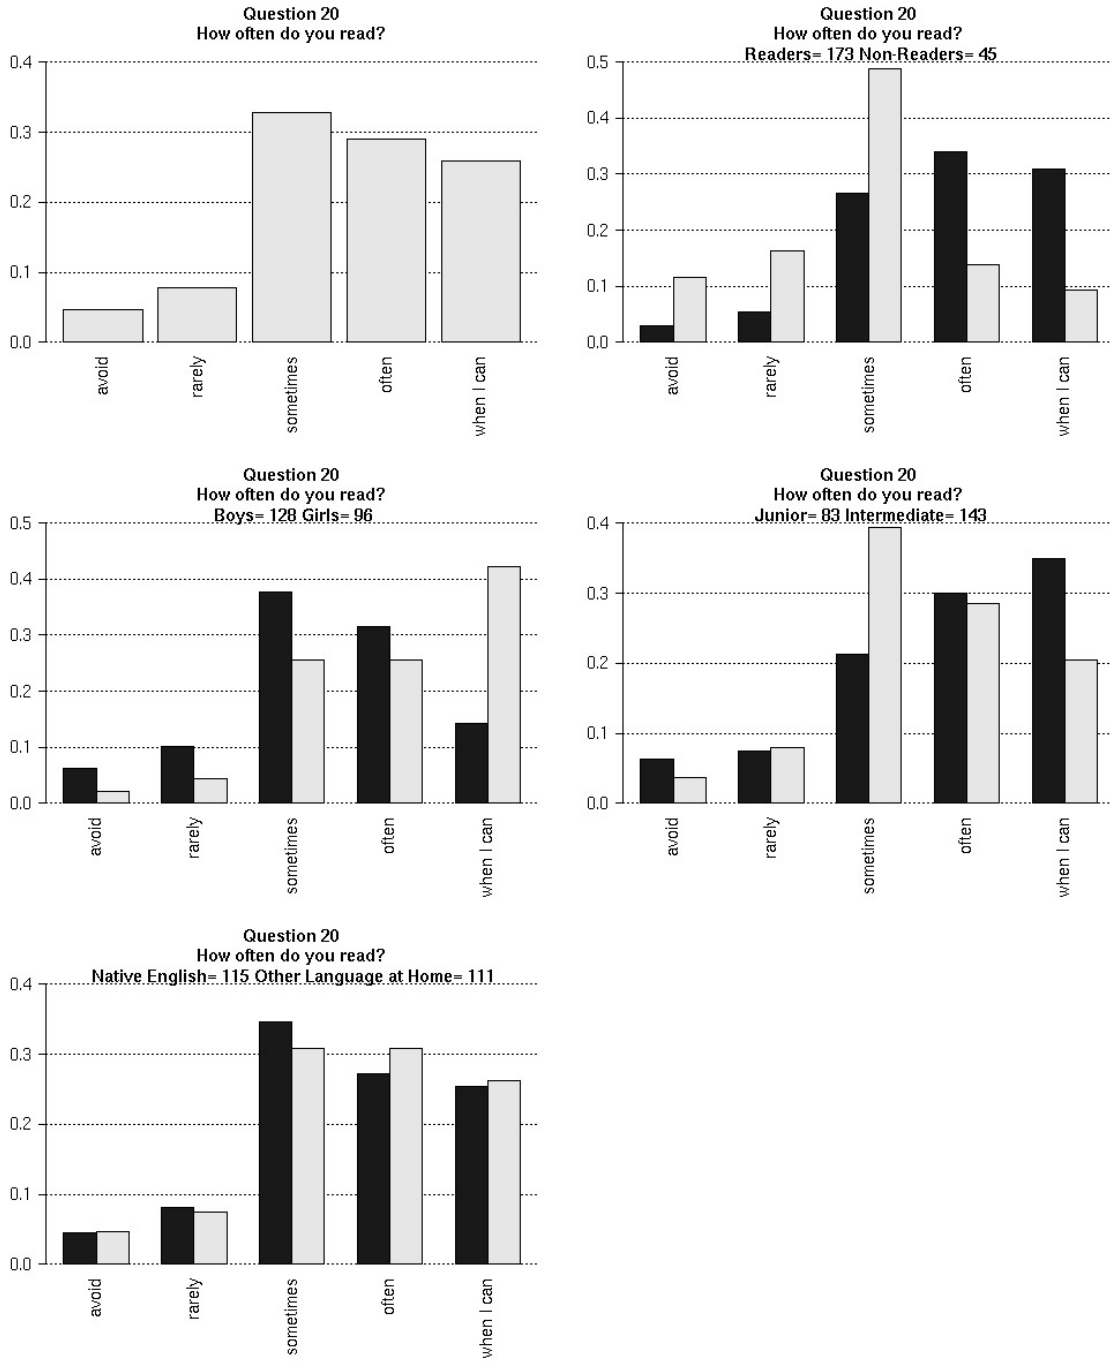 Question 20
How often do you read?
0.4
0.3
0.2
0.1
0.0
avoid
rarely
sometimes
often
when I can
Question 20
How often do you read?
Readers= 173 Non-Readers= 45
0.5
0.4
0.3
0.2
0.1
0.0
avoid
rarely
sometimes
often
when I can
Question 20
How often do you read?
Boys= 128 Girls= 96
0.5
0.4
0.3
0.2
0.1
0.0
avoid
rarely
sometimes
often
when I can
Question 20
How often do you read?
Junior= 83 Intermediate= 143
0.4
0.3
0.2
0.1
0.0
avoid
rarely
sometimes
often
when I can
Question 20
How often do you read?
Native English= 115 Other Language at Home= 111
0.4
0.3
0.2
0.1
0.0
avoid
rarely
sometimes
often
when I can